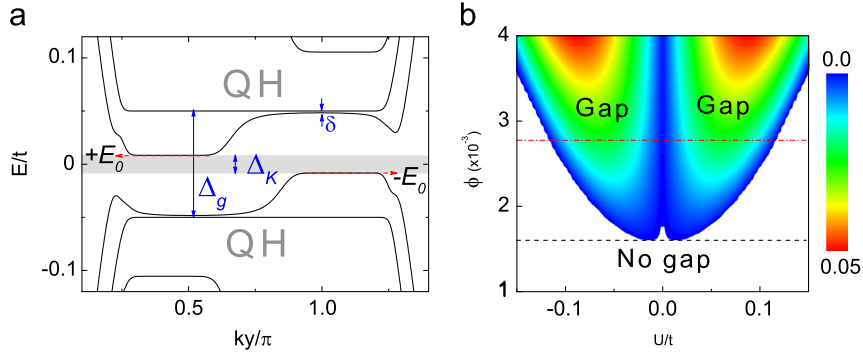 a
0.1
0
-0.1
E/t
QH
δ
+E0
ΔK
-E0
Δg
QH
0.5
1.0
ky/π
b
4
3
2
1
ϕ (x10⁻³)
Gap
Gap
No gap
-0.1
0.0
0.1
U/t
0.0
0.05